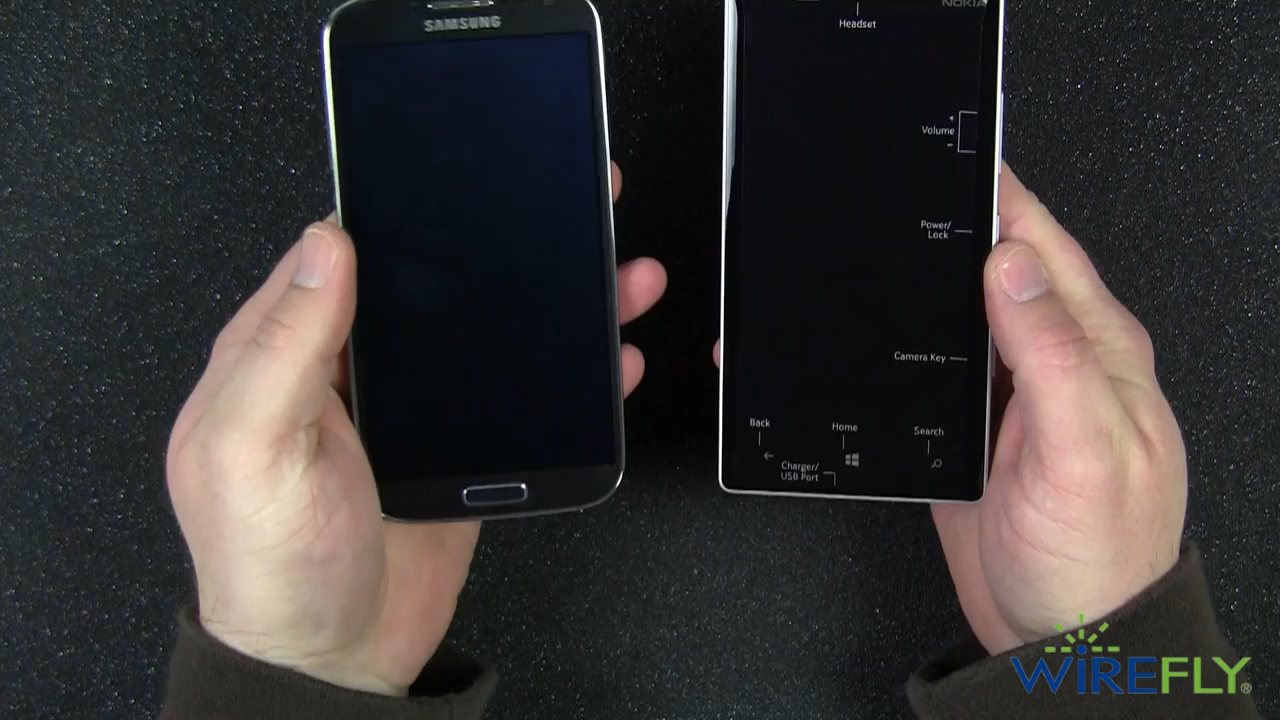 SAMSUNG
NOKIA
Headset
+
Volume
-
Power/
Lock
Camera Key
Back
Home
Search
Charger/
USB Port
WIREFLY®